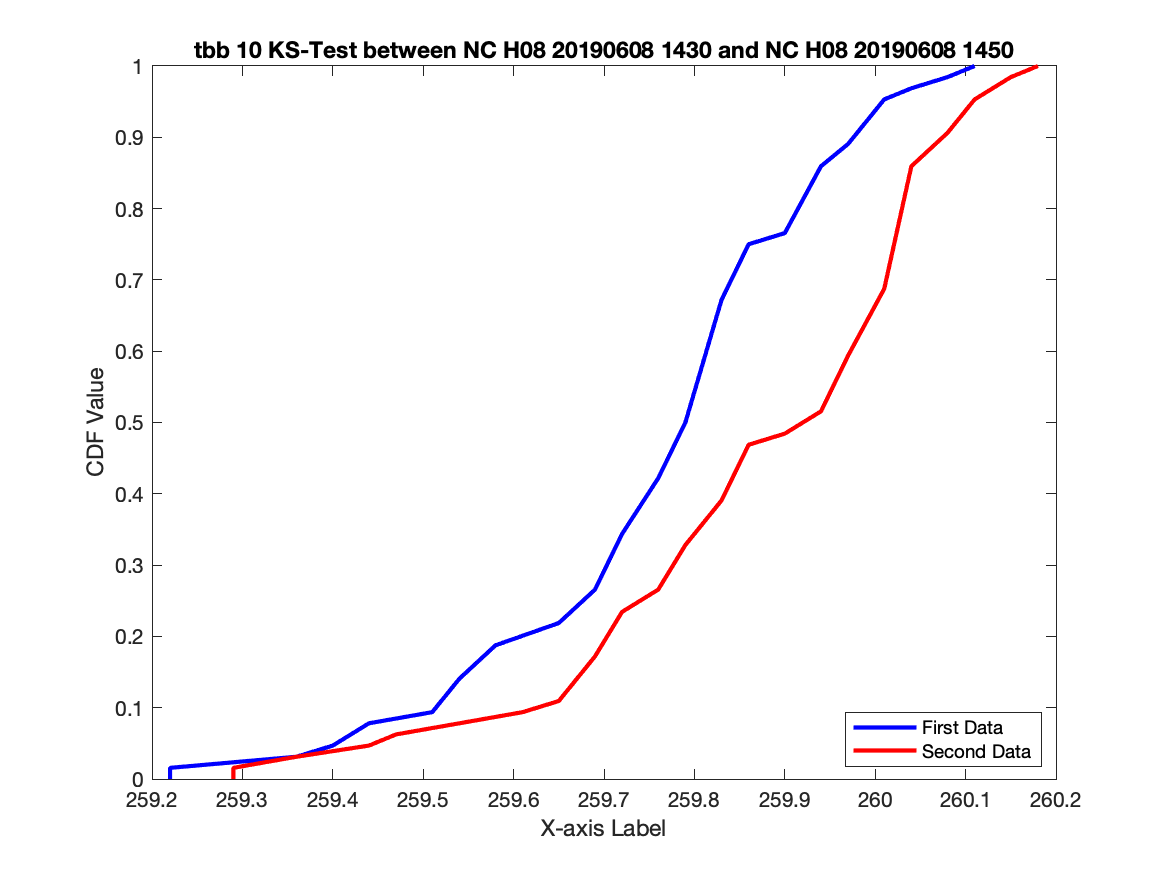 tbb 10 KS-Test between NC H08 20190608 1430 and NC H08 20190608 1450
1
0.9
0.8
0.7
0.6
0.5
0.4
0.3
0.2
0.1
0
CDF Value
First Data
Second Data
259.2 259.3 259.4 259.5 259.6 259.7 259.8 259.9 260 260.1 260.2
X-axis Label